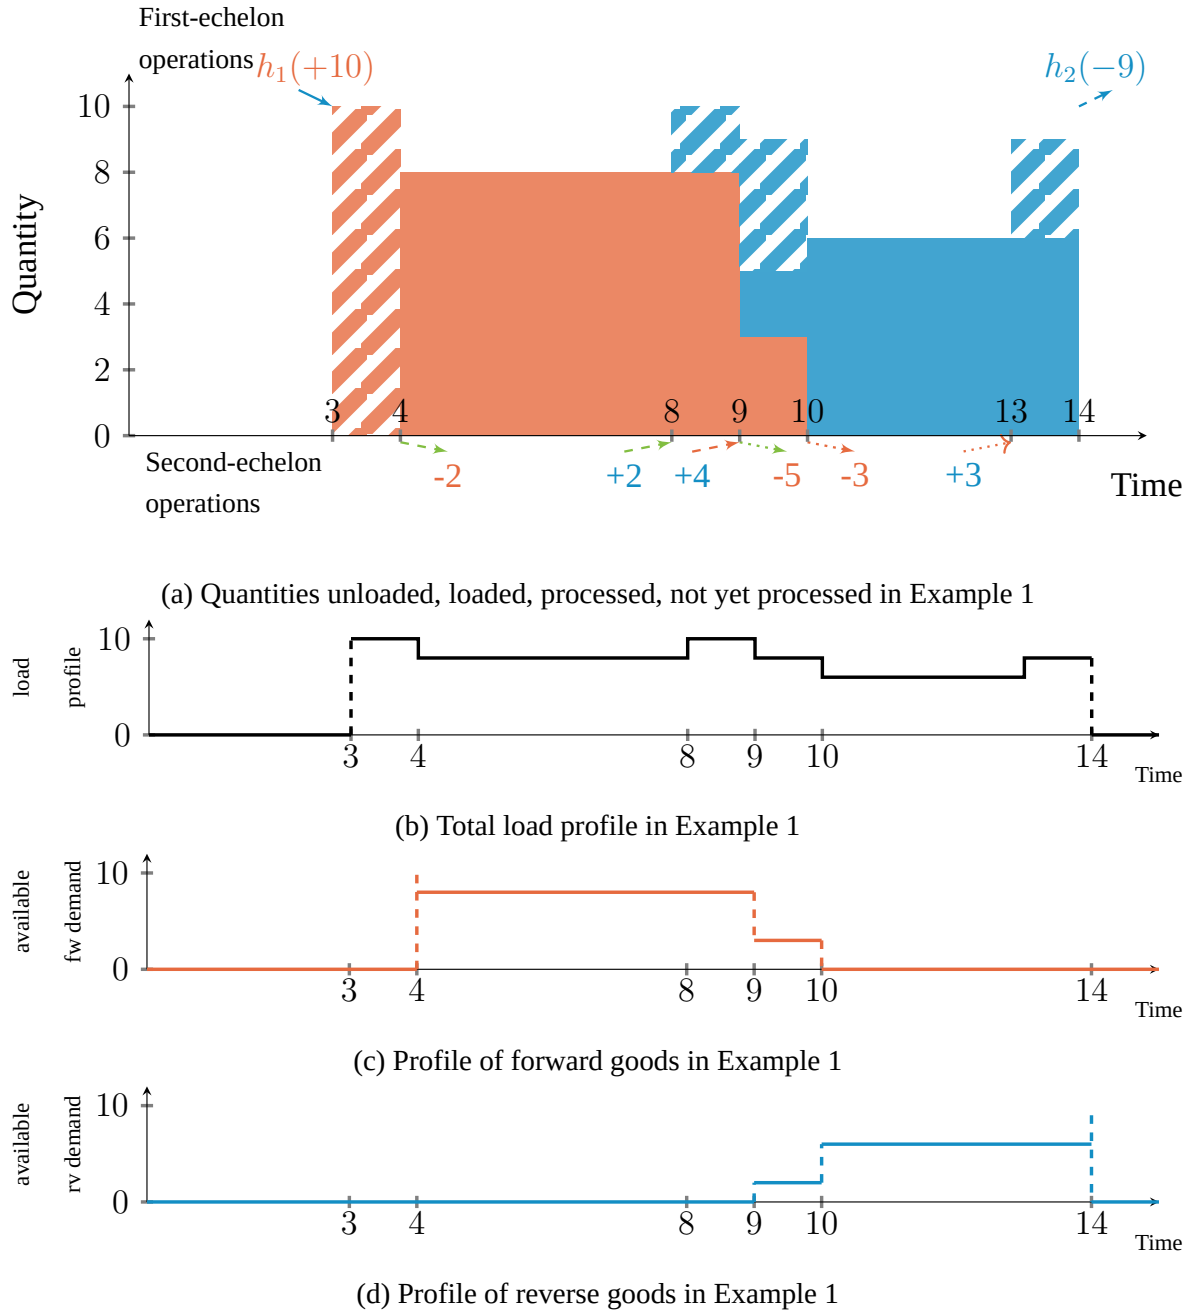 First-echelon
operations
h₁(+10)
h₂(−9)
10
8
6
4
2
0
Quantity
3 4 8 9 10 13 14
Second-echelon
operations
-2 +2 +4 -5 -3 +3
Time
(a) Quantities unloaded, loaded, processed, not yet processed in Example 1
load
profile
10
0
3 4 8 9 10 14
Time
(b) Total load profile in Example 1
available
fw demand
10
0
3 4 8 9 10 14
Time
(c) Profile of forward goods in Example 1
available
rv demand
10
0
3 4 8 9 10 14
Time
(d) Profile of reverse goods in Example 1